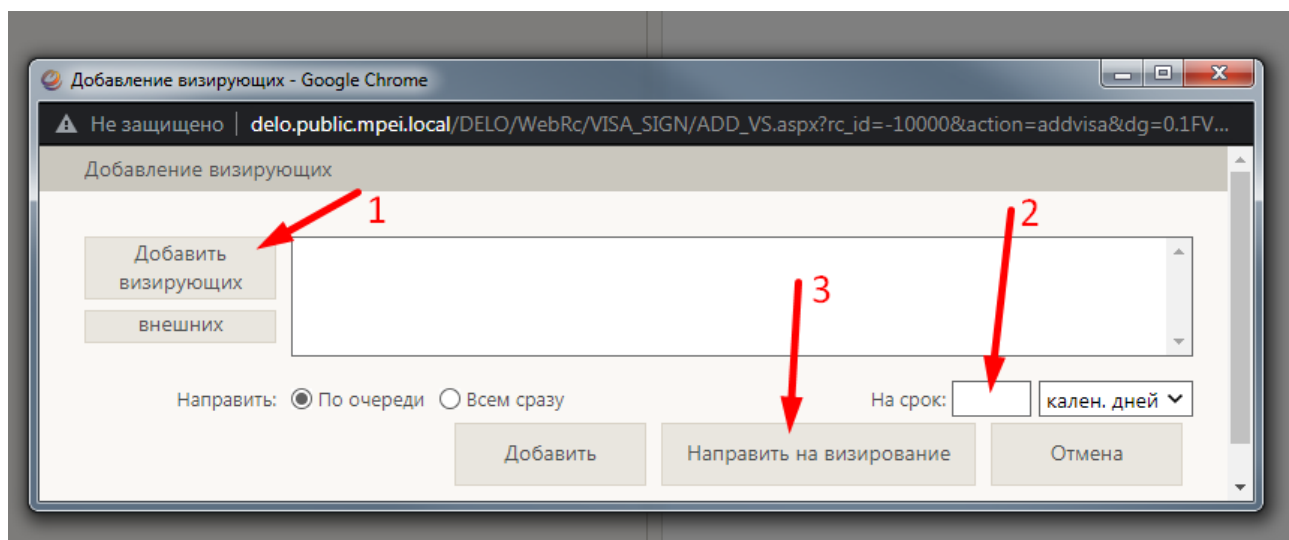 Добавление визирующих - Google Chrome
Не защищено | delo.public.mpei.local/DELO/WebRc/VISA_SIGN/ADD_VS.aspx?rc_id=-10000&action=addvisa&dg=0.1FV...
Добавление визирующих
1
2
Добавить
визирующих
3
внешних
Направить: По очереди Всем сразу На срок: кален. дней
Добавить Направить на визирование Отмена